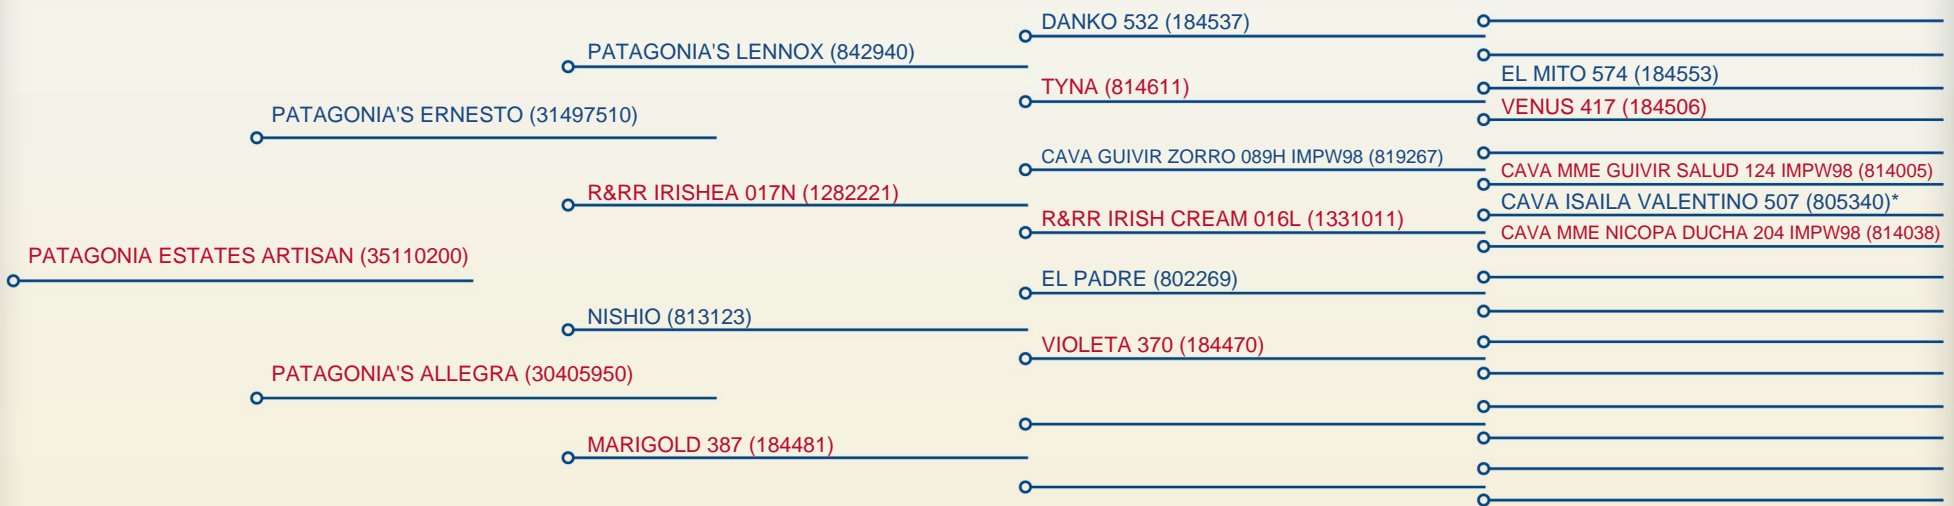 DANKO 532 (184537)
PATAGONIA'S LENNOX (842940)
EL MITO 574 (184553)
TYNA (814611)
VENUS 417 (184506)
PATAGONIA'S ERNESTO (31497510)
CAVA GUIVIR ZORRO 089H IMPW98 (819267)
CAVA MME GUIVIR SALUD 124 IMPW98 (814005)
R&RR IRISHEA 017N (1282221)
CAVA ISAILA VALENTINO 507 (805340)*
R&RR IRISH CREAM 016L (1331011)
CAVA MME NICOPA DUCHA 204 IMPW98 (814038)
PATAGONIA ESTATES ARTISAN (35110200)
EL PADRE (802269)
NISHIO (813123)
VIOLETA 370 (184470)
PATAGONIA'S ALLEGRA (30405950)
MARIGOLD 387 (184481)